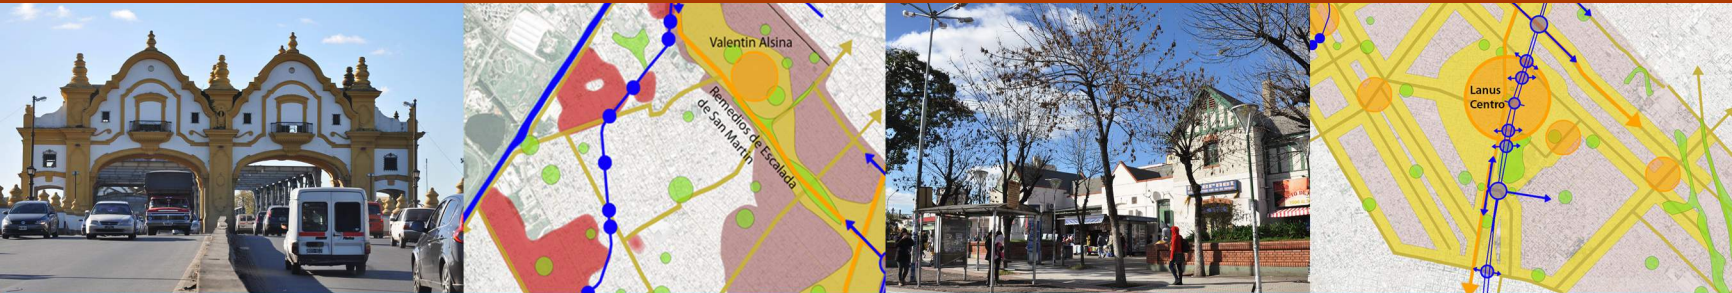 Valentin Alsina
Remedios de Escalada
de San Martin
Lanus
Centro